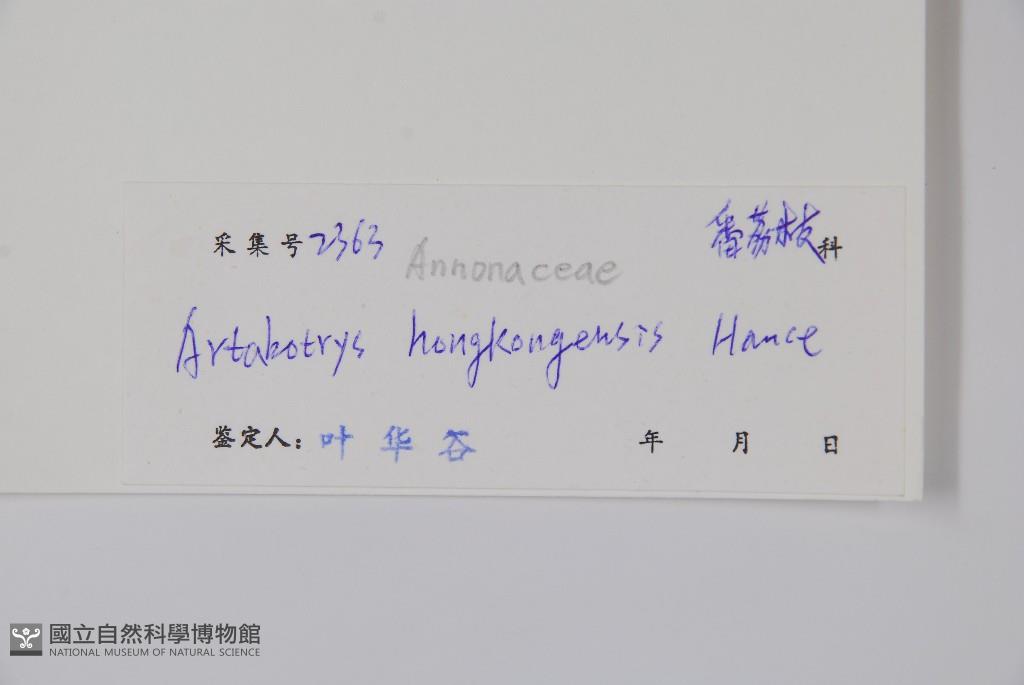 采集号2363 Annonaceae 番荔枝科
Artabotrys hongkongensis Hance
鉴定人：叶华谷 年 月 日
國立自然科學博物館
NATIONAL MUSEUM OF NATURAL SCIENCE